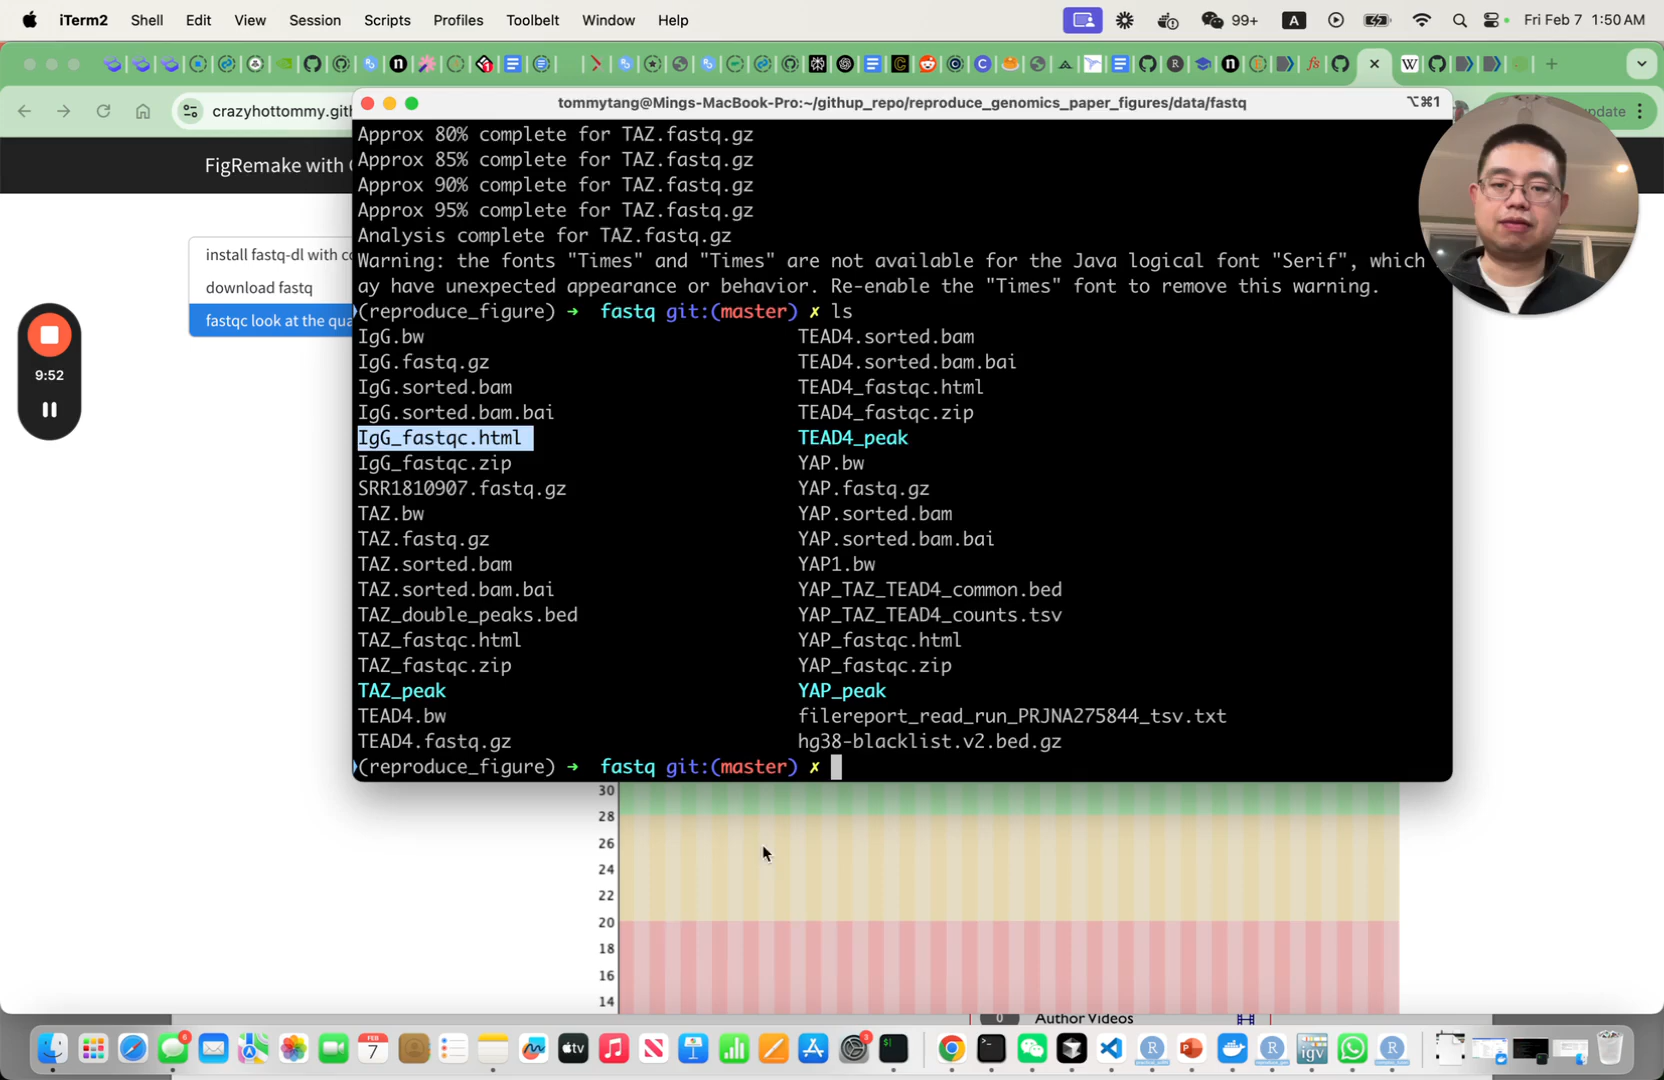 iTerm2 Shell Edit View Session Scripts Profiles Toolbelt Window Help 99+ A Fri Feb 7 1:50 AM
crazyhottommy.gith
update
tommytang@Mings-MacBook-Pro:~/githup_repo/reproduce_genomics_paper_figures/data/fastq ⌥⌘1
FigRemake with
install fastq-dl with co
download fastq
fastqc look at the qua
9:52
Approx 80% complete for TAZ.fastq.gz
Approx 85% complete for TAZ.fastq.gz
Approx 90% complete for TAZ.fastq.gz
Approx 95% complete for TAZ.fastq.gz
Analysis complete for TAZ.fastq.gz
Warning: the fonts "Times" and "Times" are not available for the Java logical font "Serif", which
ay have unexpected appearance or behavior. Re-enable the "Times" font to remove this warning.
(reproduce_figure) ➜ fastq git:(master) ✗ ls
IgG.bw TEAD4.sorted.bam
IgG.fastq.gz TEAD4.sorted.bam.bai
IgG.sorted.bam TEAD4_fastqc.html
IgG.sorted.bam.bai TEAD4_fastqc.zip
IgG_fastqc.html TEAD4_peak
IgG_fastqc.zip YAP.bw
SRR1810907.fastq.gz YAP.fastq.gz
TAZ.bw YAP.sorted.bam
TAZ.fastq.gz YAP.sorted.bam.bai
TAZ.sorted.bam YAP1.bw
TAZ.sorted.bam.bai YAP_TAZ_TEAD4_common.bed
TAZ_double_peaks.bed YAP_TAZ_TEAD4_counts.tsv
TAZ_fastqc.html YAP_fastqc.html
TAZ_fastqc.zip YAP_fastqc.zip
TAZ_peak YAP_peak
TEAD4.bw filereport_read_run_PRJNA275844_tsv.txt
TEAD4.fastq.gz hg38-blacklist.v2.bed.gz
(reproduce_figure) ➜ fastq git:(master) ✗
30
28
26
24
22
20
18
16
14
0 Author Videos